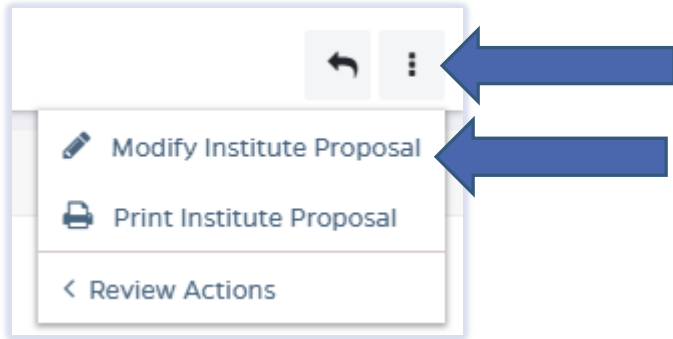 Modify Institute Proposal
Print Institute Proposal
Review Actions